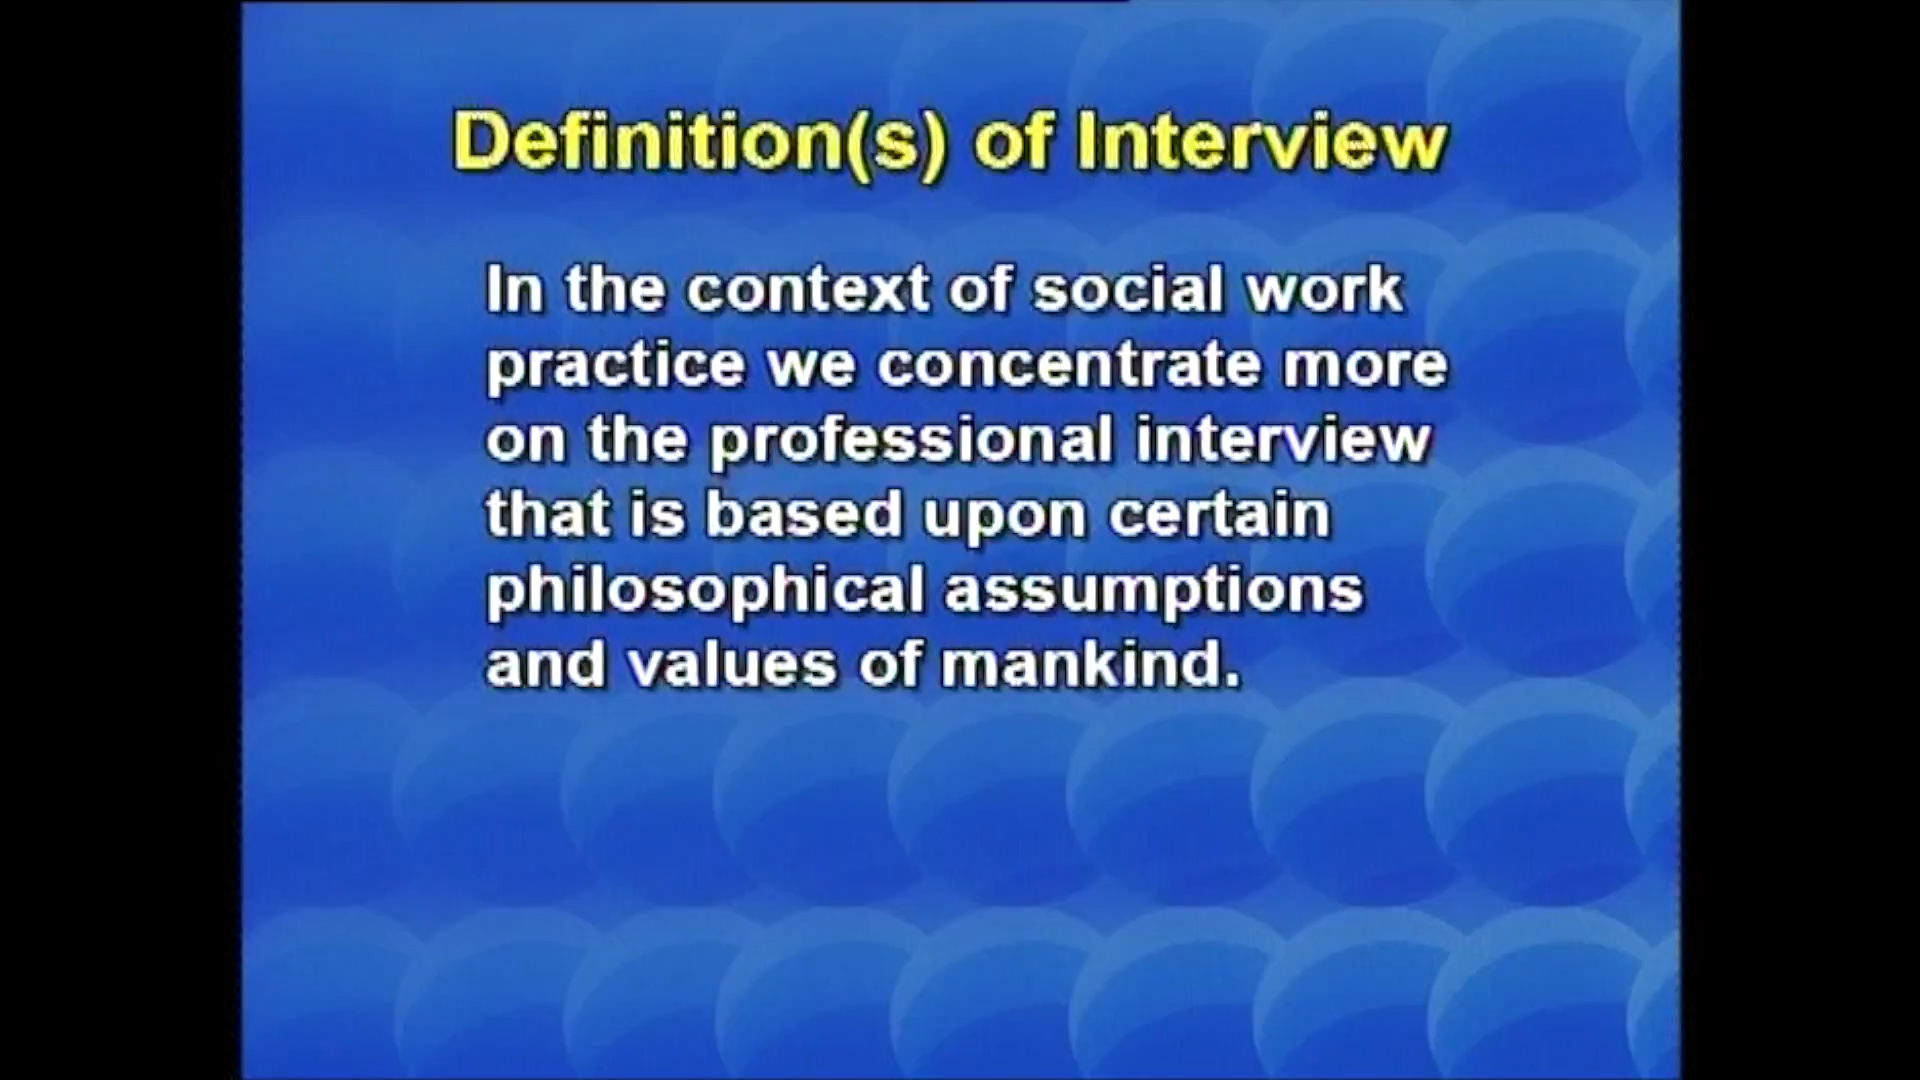 Definition(s) of Interview
In the context of social work
practice we concentrate more
on the professional interview
that is based upon certain
philosophical assumptions
and values of mankind.